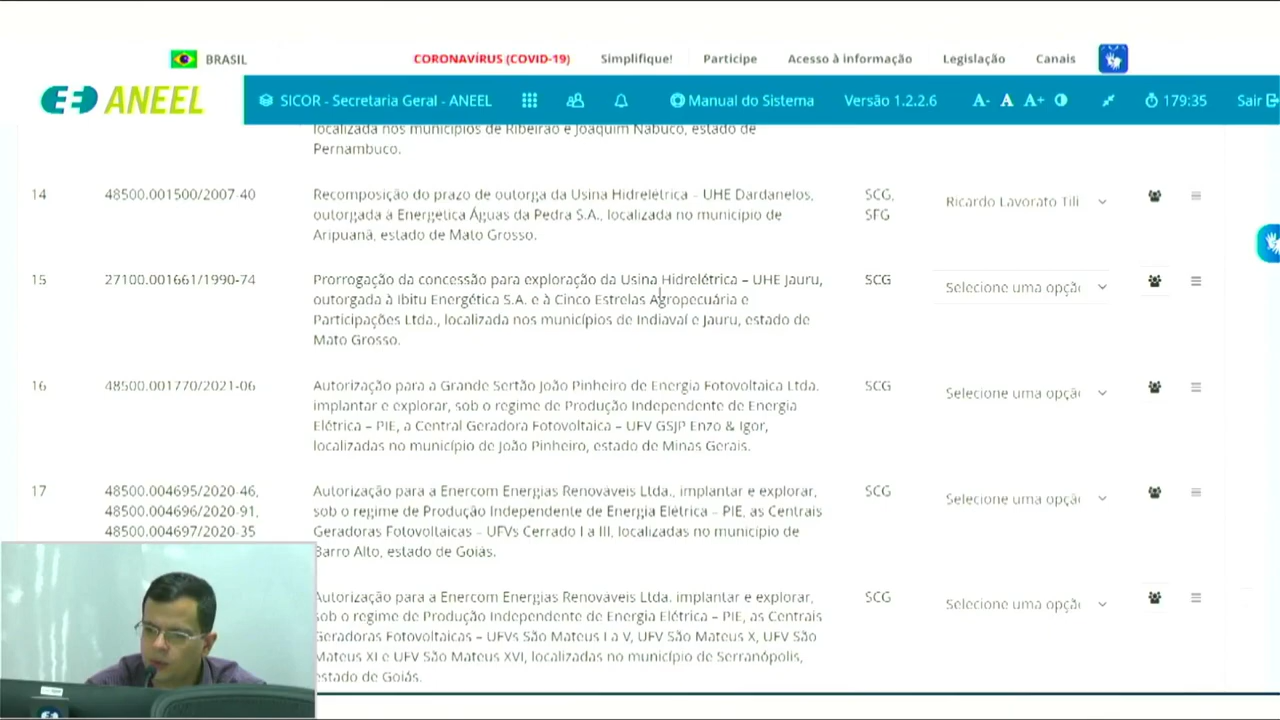 BRASIL CORONAVÍRUS (COVID-19) Simplifique! Participe Acesso à informação Legislação Canais
ANEEL SICOR - Secretaria Geral - ANEEL Manual do Sistema Versão 1.2.2.6 A- A A+ 179:35 Sair
localizada nos municípios de Ribeirão e Joaquim Nabuco, estado de
Pernambuco.
14 48500.001500/2007-40 Recomposição do prazo de outorga da Usina Hidrelétrica – UHE Dardanelos, SCG,
outorgada à Energética Águas da Pedra S.A., localizada no município de SFG Ricardo Lavorato Tili
Aripuanã, estado de Mato Grosso.
15 27100.001661/1990-74 Prorrogação da concessão para exploração da Usina Hidrelétrica – UHE Jauru, SCG Selecione uma opçã
outorgada à Ibitu Energética S.A. e à Cinco Estrelas Agropecuária e
Participações Ltda., localizada nos municípios de Indiavaí e Jauru, estado de
Mato Grosso.
16 48500.001770/2021-06 Autorização para a Grande Sertão João Pinheiro de Energia Fotovoltaica Ltda. SCG Selecione uma opçã
implantar e explorar, sob o regime de Produção Independente de Energia
Elétrica – PIE, a Central Geradora Fotovoltaica – UFV GSJP Enzo & Igor,
localizadas no município de João Pinheiro, estado de Minas Gerais.
17 48500.004695/2020-46, Autorização para a Enercom Energias Renováveis Ltda., implantar e explorar, SCG Selecione uma opçã
48500.004696/2020-91, sob o regime de Produção Independente de Energia Elétrica – PIE, as Centrais
48500.004697/2020-35 Geradoras Fotovoltaicas – UFVs Cerrado I a III, localizadas no município de
Barro Alto, estado de Goiás.
Autorização para a Enercom Energias Renováveis Ltda. implantar e explorar, SCG Selecione uma opçã
sob o regime de Produção Independente de Energia Elétrica – PIE, as Centrais
Geradoras Fotovoltaicas – UFVs São Mateus I a V, UFV São Mateus X, UFV São
Mateus XI e UFV São Mateus XVI, localizadas no município de Serranópolis,
estado de Goiás.